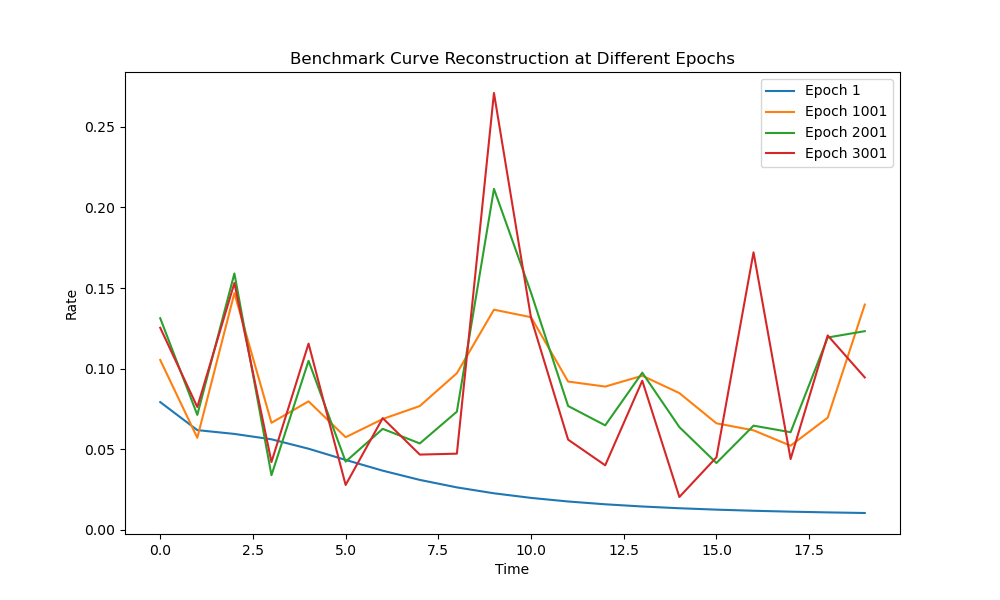 Benchmark Curve Reconstruction at Different Epochs
Epoch 1
Epoch 1001
Epoch 2001
Epoch 3001
Rate
0.25
0.20
0.15
0.10
0.05
0.00
0.0 2.5 5.0 7.5 10.0 12.5 15.0 17.5
Time